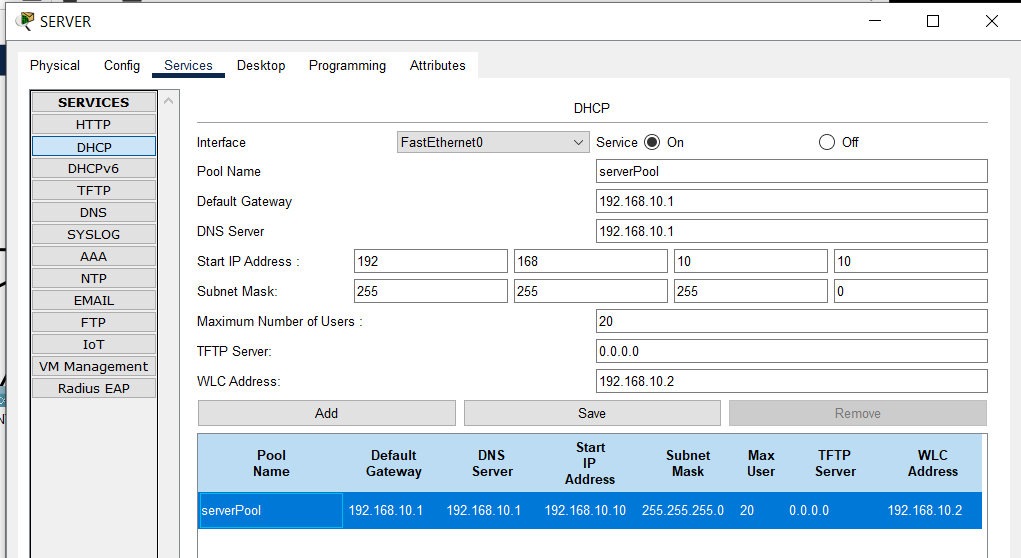 SERVER
Physical Config Services Desktop Programming Attributes
SERVICES
HTTP
DHCP
DHCPv6
TFTP
DNS
SYSLOG
AAA
NTP
EMAIL
FTP
IoT
VM Management
Radius EAP
DHCP
Interface FastEthernet0 Service On Off
Pool Name serverPool
Default Gateway 192.168.10.1
DNS Server 192.168.10.1
Start IP Address : 192 168 10 10
Subnet Mask: 255 255 255 0
Maximum Number of Users : 20
TFTP Server: 0.0.0.0
WLC Address: 192.168.10.2
Add Save Remove
Pool Name Default Gateway DNS Server Start IP Address Subnet Mask Max User TFTP Server WLC Address
serverPool 192.168.10.1 192.168.10.1 192.168.10.10 255.255.255.0 20 0.0.0.0 192.168.10.2